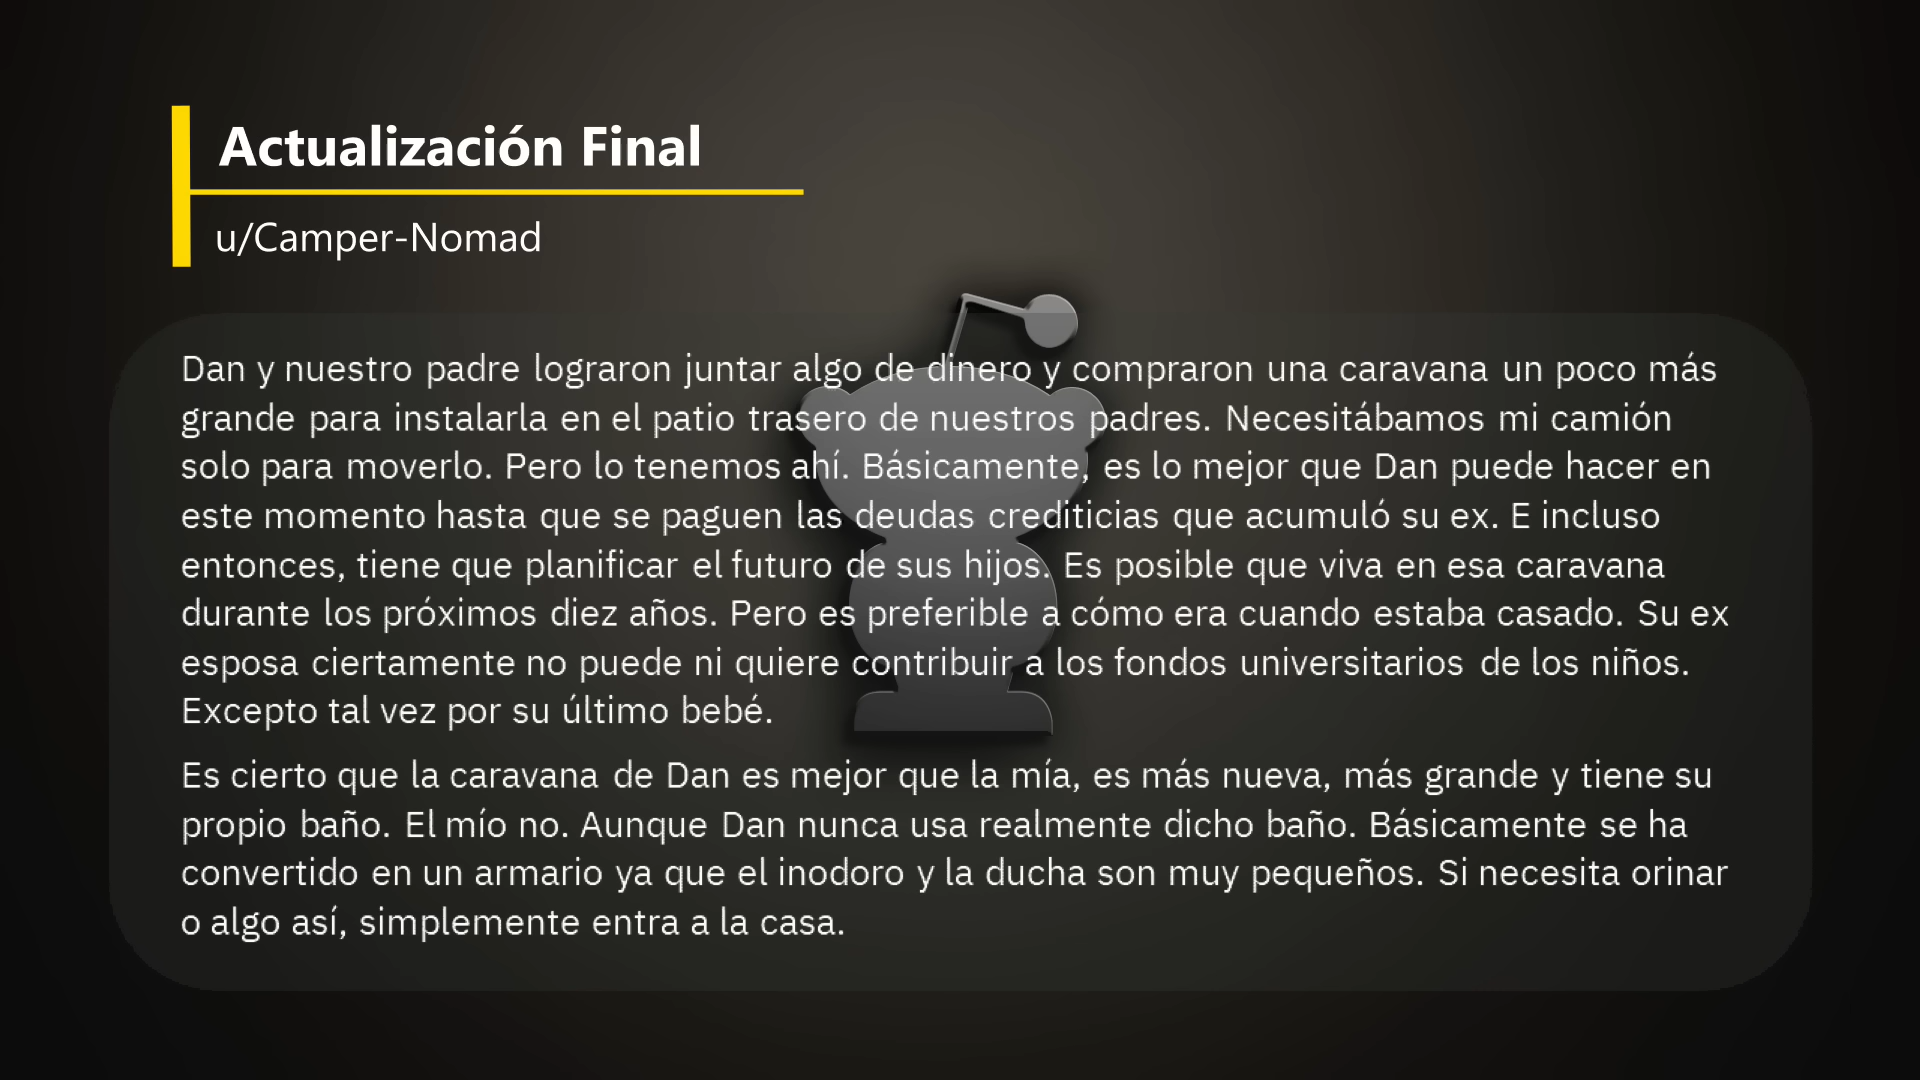 Actualización Final
u/Camper-Nomad
Dan y nuestro padre lograron juntar algo de dinero y compraron una caravana un poco más
grande para instalarla en el patio trasero de nuestros padres. Necesitábamos mi camión
solo para moverlo. Pero lo tenemos ahí. Básicamente, es lo mejor que Dan puede hacer en
este momento hasta que se paguen las deudas crediticias que acumuló su ex. E incluso
entonces, tiene que planificar el futuro de sus hijos. Es posible que viva en esa caravana
durante los próximos diez años. Pero es preferible a cómo era cuando estaba casado. Su ex
esposa ciertamente no puede ni quiere contribuir a los fondos universitarios de los niños.
Excepto tal vez por su último bebé.
Es cierto que la caravana de Dan es mejor que la mía, es más nueva, más grande y tiene su
propio baño. El mío no. Aunque Dan nunca usa realmente dicho baño. Básicamente se ha
convertido en un armario ya que el inodoro y la ducha son muy pequeños. Si necesita orinar
o algo así, simplemente entra a la casa.